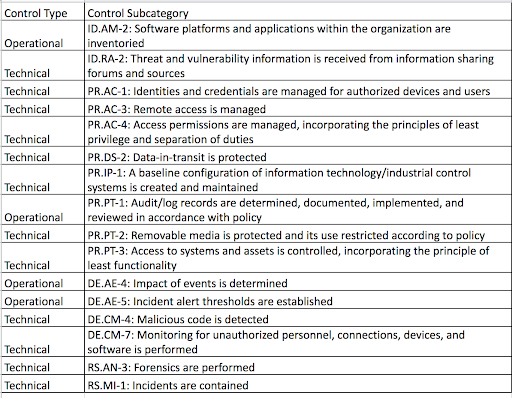 Control Type Control Subcategory
Operational ID.AM-2: Software platforms and applications within the organization are
inventoried
Technical ID.RA-2: Threat and vulnerability information is received from information sharing
forums and sources
Technical PR.AC-1: Identities and credentials are managed for authorized devices and users
Technical PR.AC-3: Remote access is managed
Technical PR.AC-4: Access permissions are managed, incorporating the principles of least
privilege and separation of duties
Technical PR.DS-2: Data-in-transit is protected
Technical PR.IP-1: A baseline configuration of information technology/industrial control
systems is created and maintained
Operational PR.PT-1: Audit/log records are determined, documented, implemented, and
reviewed in accordance with policy
Technical PR.PT-2: Removable media is protected and its use restricted according to policy
Technical PR.PT-3: Access to systems and assets is controlled, incorporating the principle of
least functionality
Operational DE.AE-4: Impact of events is determined
Operational DE.AE-5: Incident alert thresholds are established
Technical DE.CM-4: Malicious code is detected
Technical DE.CM-7: Monitoring for unauthorized personnel, connections, devices, and
software is performed
Technical RS.AN-3: Forensics are performed
Technical RS.MI-1: Incidents are contained